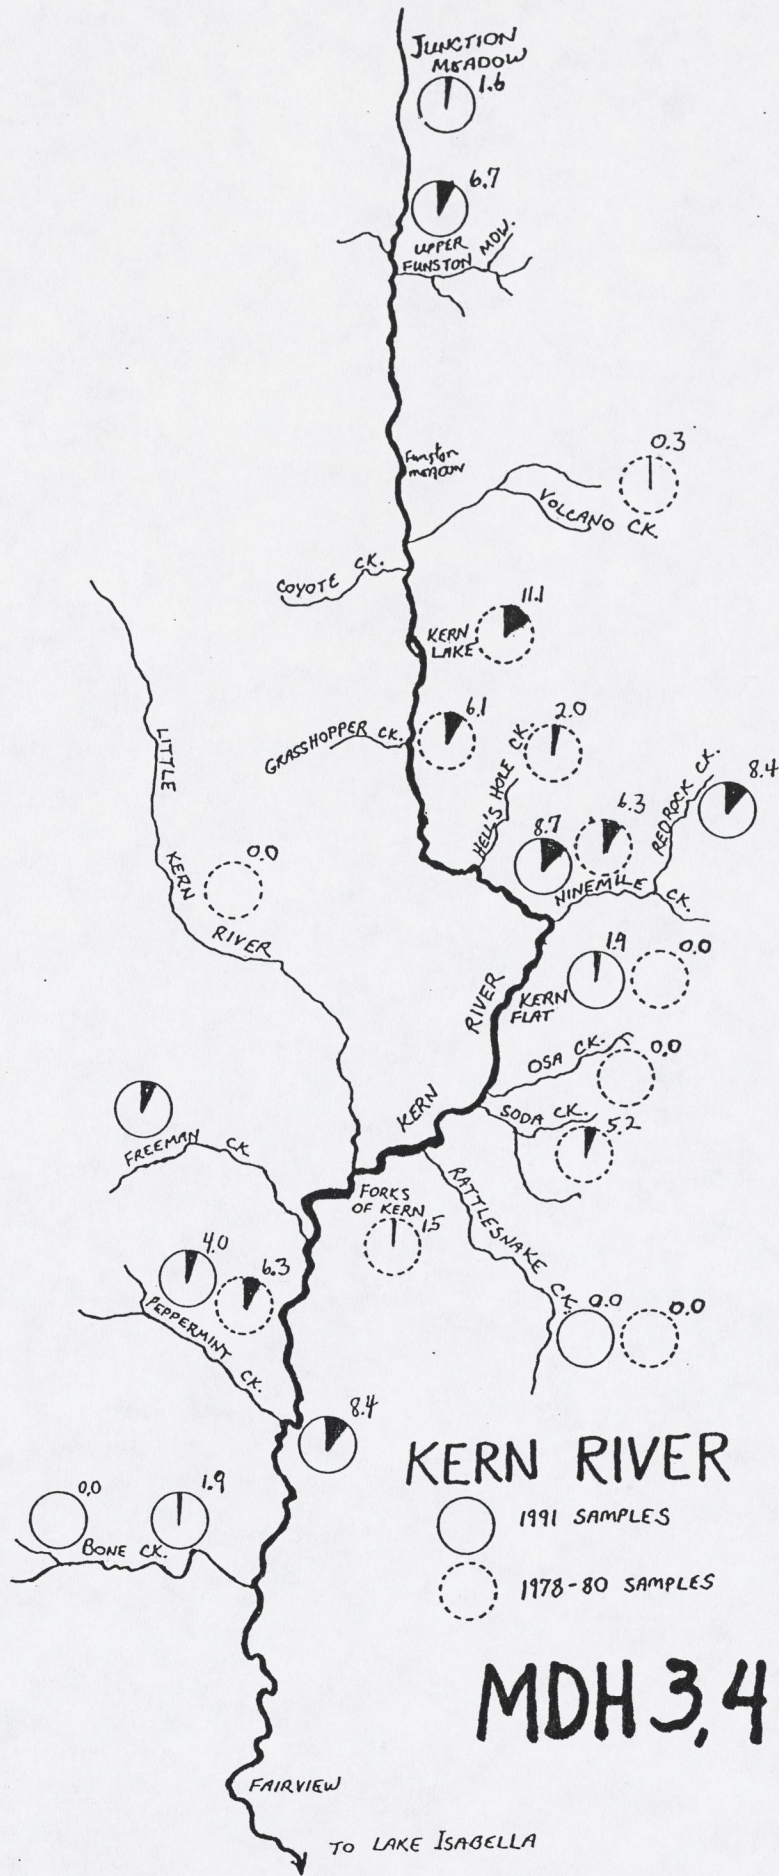 JUNCTION
MEADOW
1.6
6.7
UPPER
FUNSTON MDW.
Funston
meadow
0.3
VOLCANO CK.
COYOTE CK.
11.1
KERN
LAKE
6.1
2.0
GRASSHOPPER CK.
HELL'S HOLE CK.
LITTLE
KERN
RIVER
0.0
8.7
6.3
REDROCK CK.
8.4
NINEMILE CK.
1.9
0.0
KERN
FLAT
RIVER
OSA CK.
0.0
KERN
SODA CK.
5.2
FREEMAN CK
FORKS
OF KERN
1.5
RATTLESNAKE CK.
4.0
6.3
PEPPERMINT CK.
0.0
0.0
8.4
KERN RIVER
0.0
1.9
BONE CK.
1991 SAMPLES
1978-80 SAMPLES
MDH 3,4
FAIRVIEW
TO LAKE ISABELLA